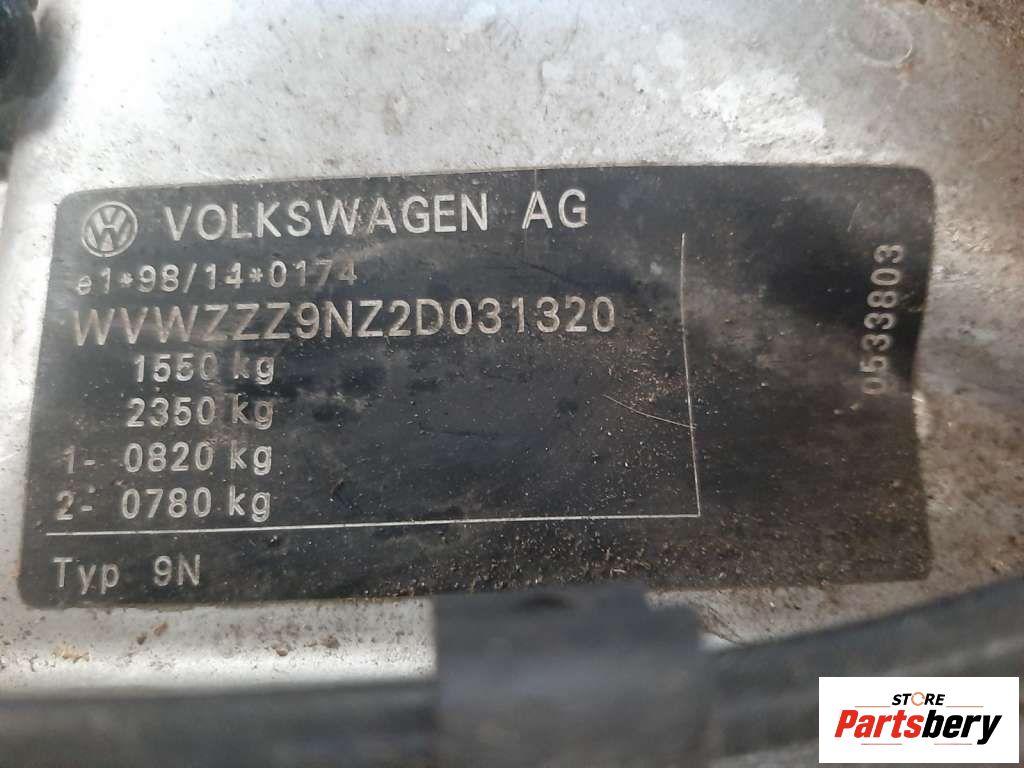 VOLKSWAGEN AG
e1*98/14*0174
WVWZZZ9NZ2D031320
1550 kg
2350 kg
1- 0820 kg
2- 0780 kg
Typ 9N
0533803
STORE
Partsbery